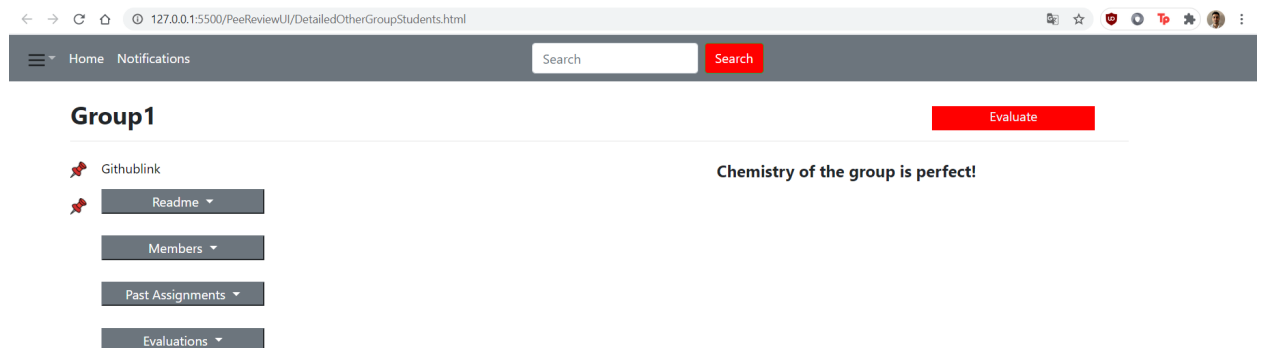 127.0.0.1:5500/PeeReviewUI/DetailedOtherGroupStudents.html
Home Notifications Search Search
Group1 Evaluate
Githublink Chemistry of the group is perfect!
Readme
Members
Past Assignments
Evaluations